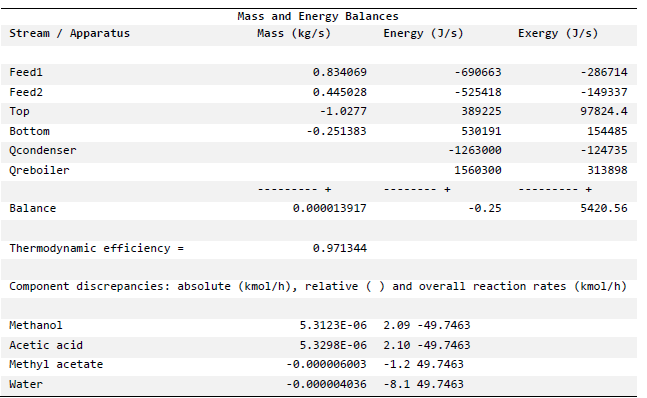 Mass and Energy Balances
Stream / Apparatus Mass (kg/s) Energy (J/s) Exergy (J/s)
Feed1 0.834069 -690663 -286714
Feed2 0.445028 -525418 -149337
Top -1.0277 389225 97824.4
Bottom -0.251383 530191 154485
Qcondenser -1263000 -124735
Qreboiler 1560300 313898
--------- + -------- + --------- +
Balance 0.000013917 -0.25 5420.56
Thermodynamic efficiency = 0.971344
Component discrepancies: absolute (kmol/h), relative ( ) and overall reaction rates (kmol/h)
Methanol 5.3123E-06 2.09 -49.7463
Acetic acid 5.3298E-06 2.10 -49.7463
Methyl acetate -0.000006003 -1.2 49.7463
Water -0.000004036 -8.1 49.7463